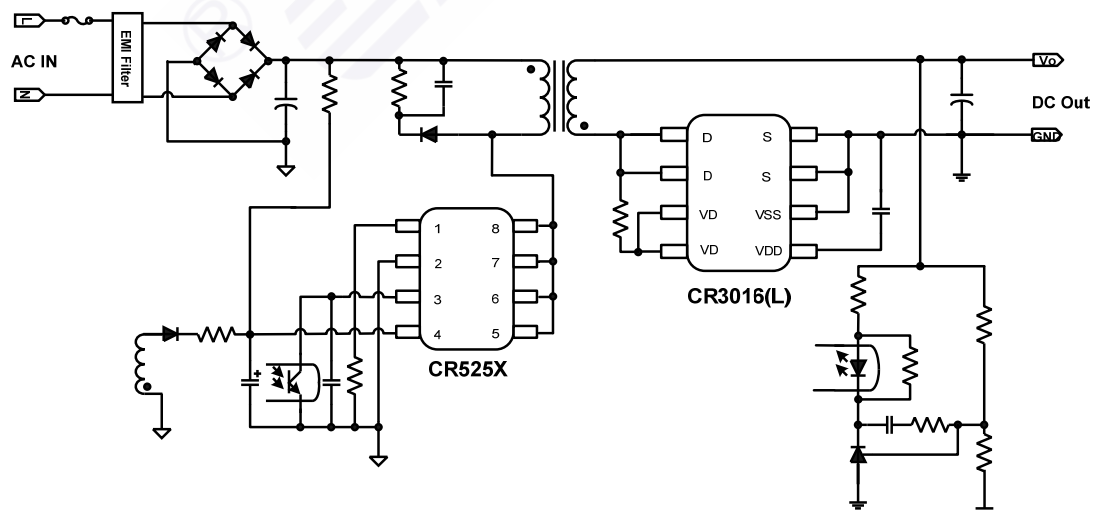 L
AC IN
N
EMI Filter
Vo
DC Out
GND
D
S
D
S
VD
VSS
VD
VDD
CR3016(L)
1
8
2
7
3
6
4
5
CR525X
+